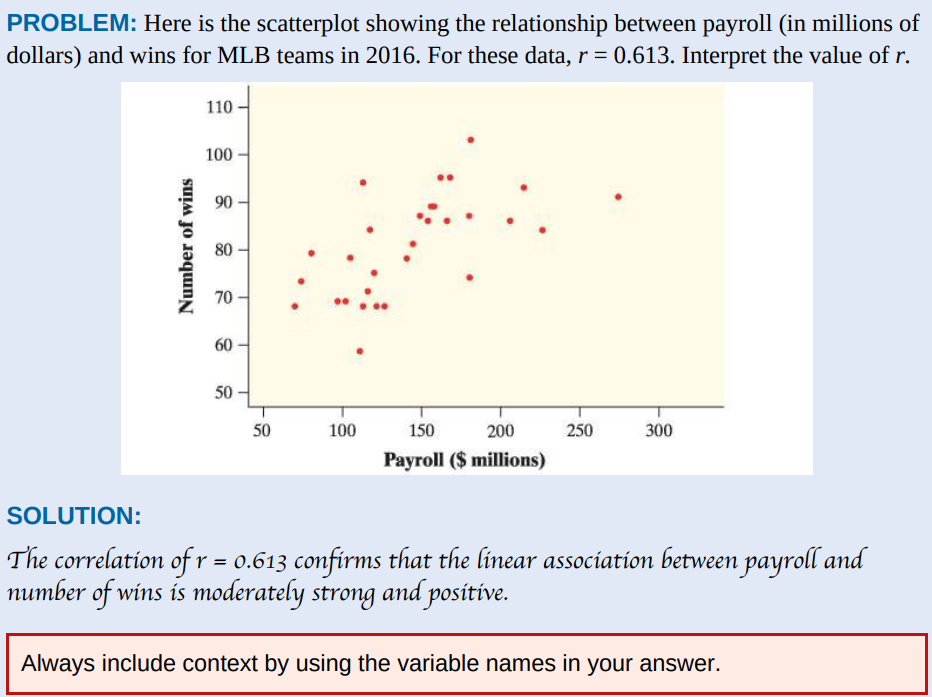 PROBLEM: Here is the scatterplot showing the relationship between payroll (in millions of
dollars) and wins for MLB teams in 2016. For these data, r = 0.613. Interpret the value of r.
110
100
90
80
70
60
50
Number of wins
50 100 150 200 250 300
Payroll ($ millions)
SOLUTION:
The correlation of r = 0.613 confirms that the linear association between payroll and
number of wins is moderately strong and positive.
Always include context by using the variable names in your answer.